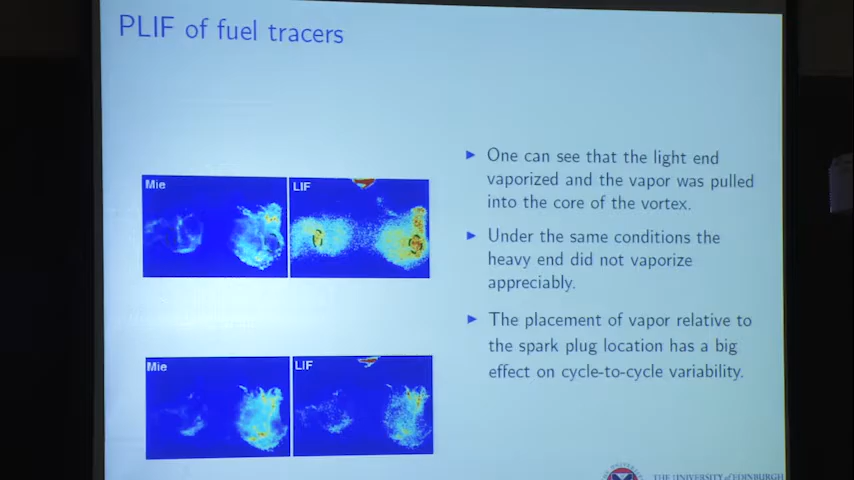 PLIF of fuel tracers
Mie
LIF
One can see that the light end
vaporized and the vapor was pulled
into the core of the vortex.
Under the same conditions the
heavy end did not vaporize
appreciably.
The placement of vapor relative to
the spark plug location has a big
effect on cycle-to-cycle variability.
Mie
LIF
THE UNIVERSITY of EDINBURGH